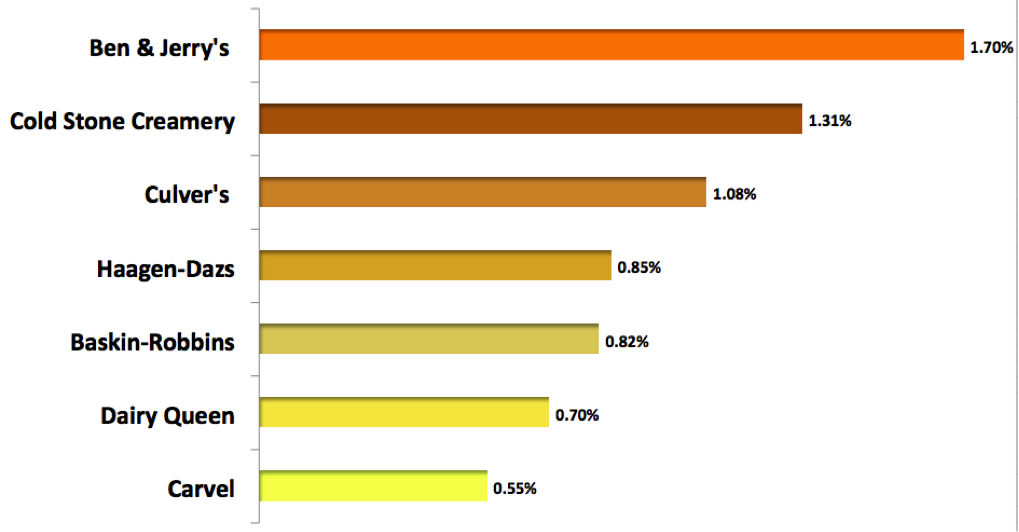 Ben & Jerry's 1.70%
Cold Stone Creamery 1.31%
Culver's 1.08%
Haagen-Dazs 0.85%
Baskin-Robbins 0.82%
Dairy Queen 0.70%
Carvel 0.55%